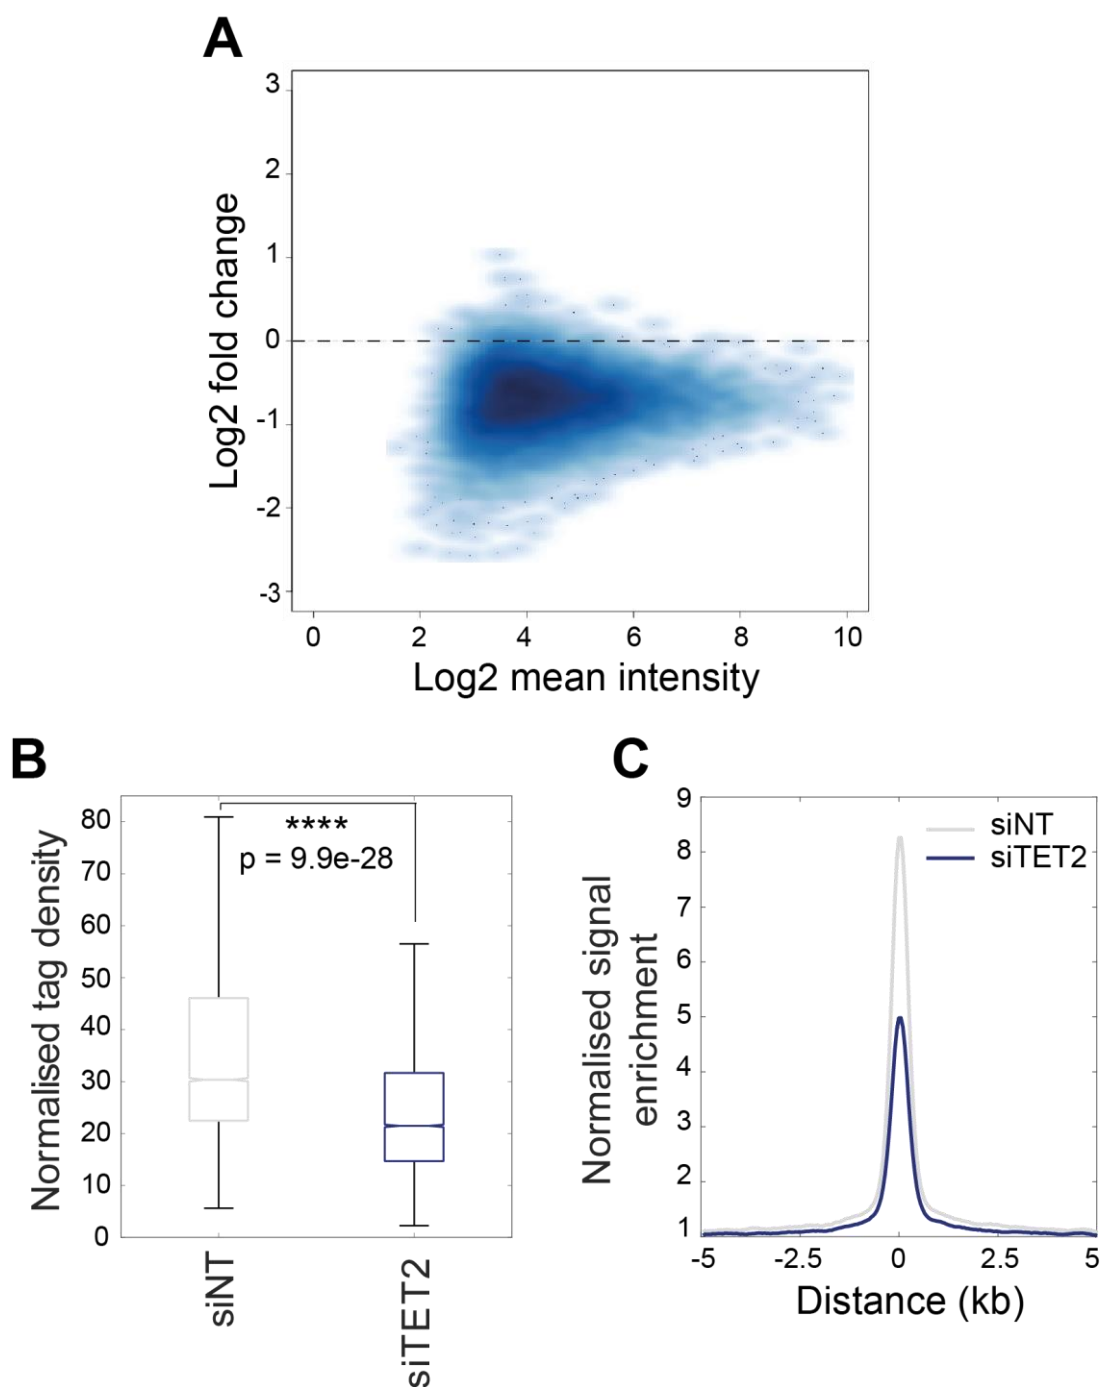 A
3
2
1
0
-1
-2
-3
Log2 fold change
0 2 4 6 8 10
Log2 mean intensity
B
80
70
60
50
40
30
20
10
0
Normalised tag density
****
p = 9.9e-28
siNT
siTET2
C
9
8
7
6
5
4
3
2
1
Normalised signal
enrichment
siNT
siTET2
-5 -2.5 0 2.5 5
Distance (kb)